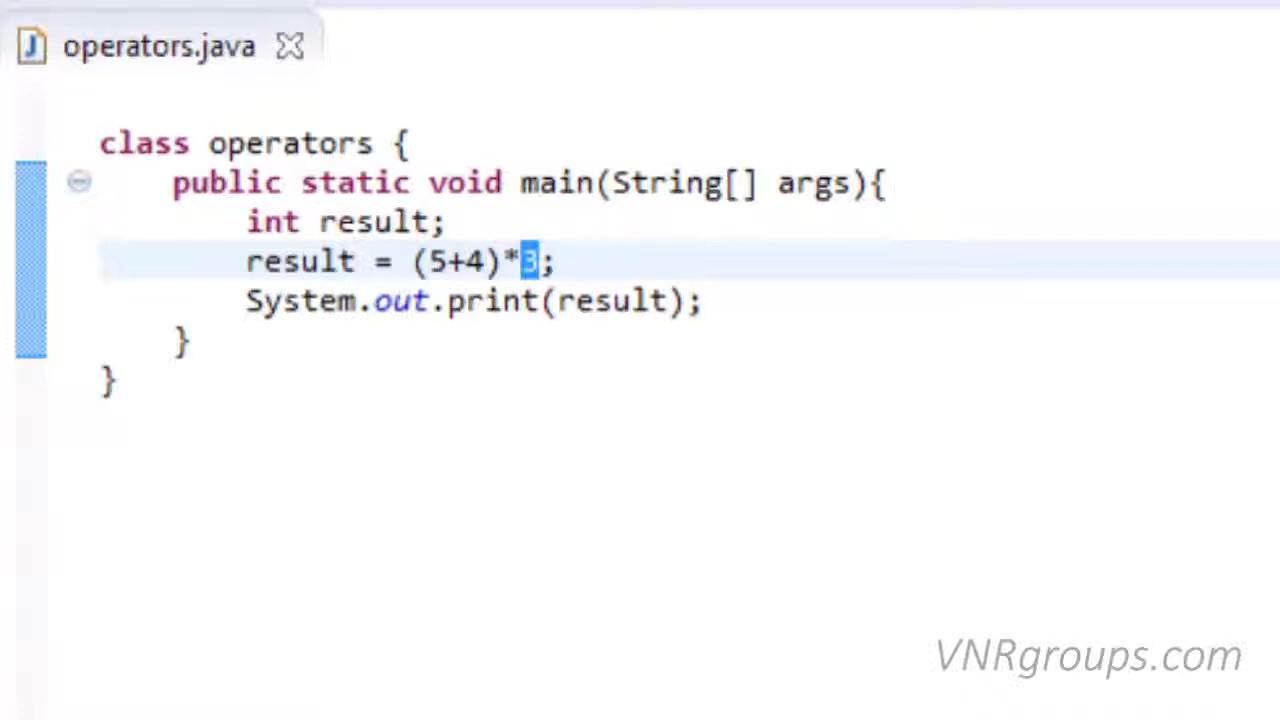 operators.java
class operators {
public static void main(String[] args){
int result;
result = (5+4)*3;
System.out.print(result);
}
}
VNRgroups.com